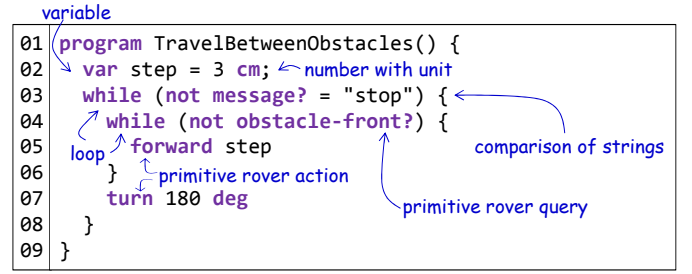 variable
01 program TravelBetweenObstacles() {
02 var step = 3 cm; number with unit
03 while (not message? = "stop") {
04 while (not obstacle-front?) {
05 forward step
loop comparison of strings
06 } primitive rover action
07 turn 180 deg
primitive rover query
08 }
09 }